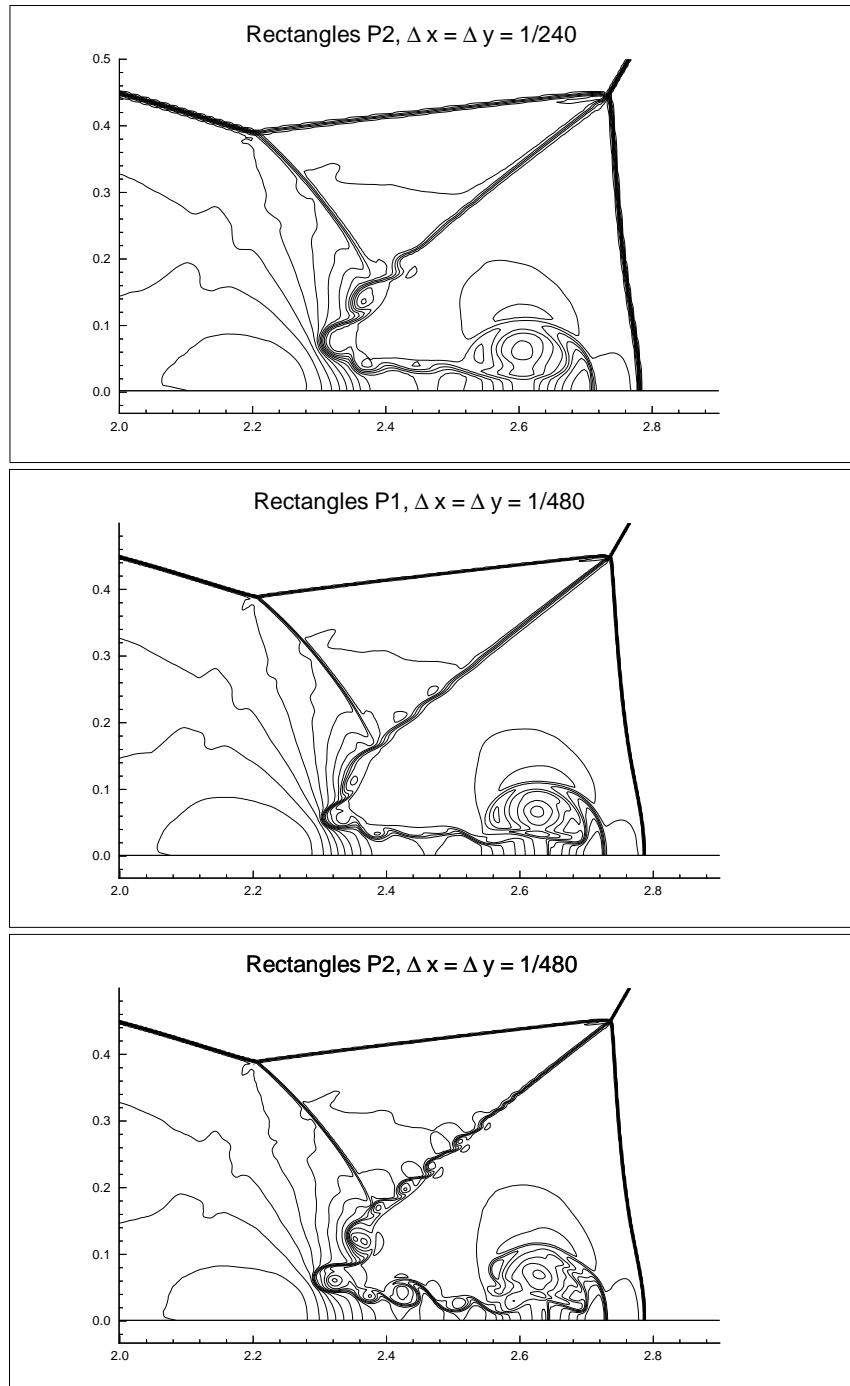 Rectangles P2, Δ x = Δ y = 1/240
0.5
0.4
0.3
0.2
0.1
0.0
2.0 2.2 2.4 2.6 2.8
Rectangles P1, Δ x = Δ y = 1/480
0.4
0.3
0.2
0.1
0.0
2.0 2.2 2.4 2.6 2.8
Rectangles P2, Δ x = Δ y = 1/480
0.4
0.3
0.2
0.1
0.0
2.0 2.2 2.4 2.6 2.8